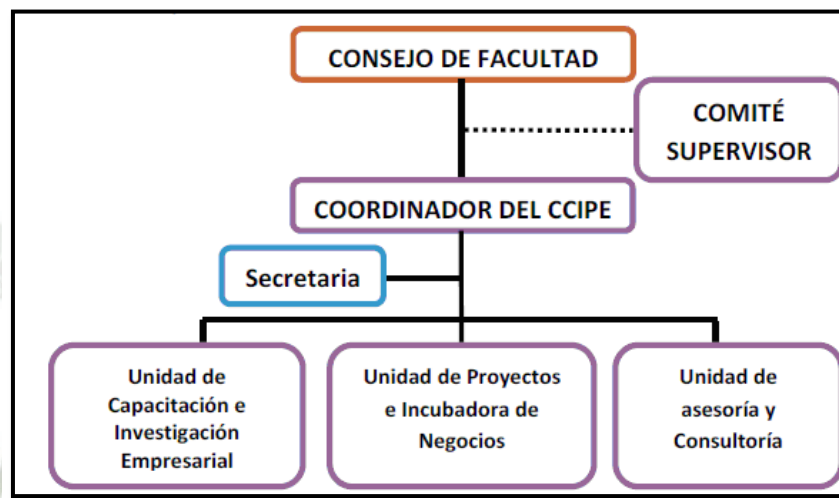 CONSEJO DE FACULTAD
COMITÉ
SUPERVISOR
COORDINADOR DEL CCIPE
Secretaria
Unidad de
Capacitación e
Investigación
Empresarial
Unidad de Proyectos
e Incubadora de
Negocios
Unidad de
asesoría y
Consultoría